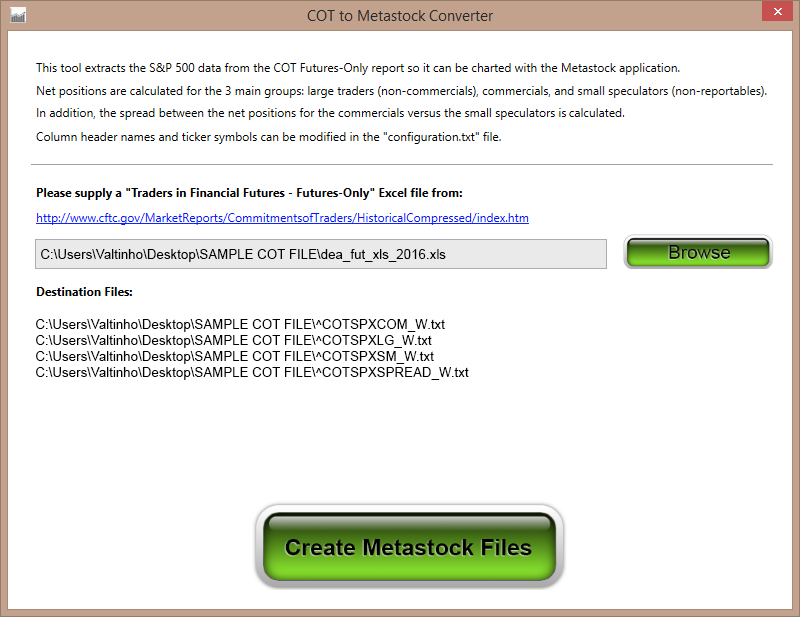 COT to Metastock Converter
This tool extracts the S&P 500 data from the COT Futures-Only report so it can be charted with the Metastock application.
Net positions are calculated for the 3 main groups: large traders (non-commercials), commercials, and small speculators (non-reportables).
In addition, the spread between the net positions for the commercials versus the small speculators is calculated.
Column header names and ticker symbols can be modified in the "configuration.txt" file.
Please supply a "Traders in Financial Futures - Futures-Only" Excel file from:
http://www.cftc.gov/MarketReports/CommitmentsofTraders/HistoricalCompressed/index.htm
C:\Users\Valtinho\Desktop\SAMPLE COT FILE\dea_fut_xls_2016.xls
Browse
Destination Files:
C:\Users\Valtinho\Desktop\SAMPLE COT FILE\^COTSPXCOM_W.txt
C:\Users\Valtinho\Desktop\SAMPLE COT FILE\^COTSPXLG_W.txt
C:\Users\Valtinho\Desktop\SAMPLE COT FILE\^COTSPXSM_W.txt
C:\Users\Valtinho\Desktop\SAMPLE COT FILE\^COTSPXSPREAD_W.txt
Create Metastock Files